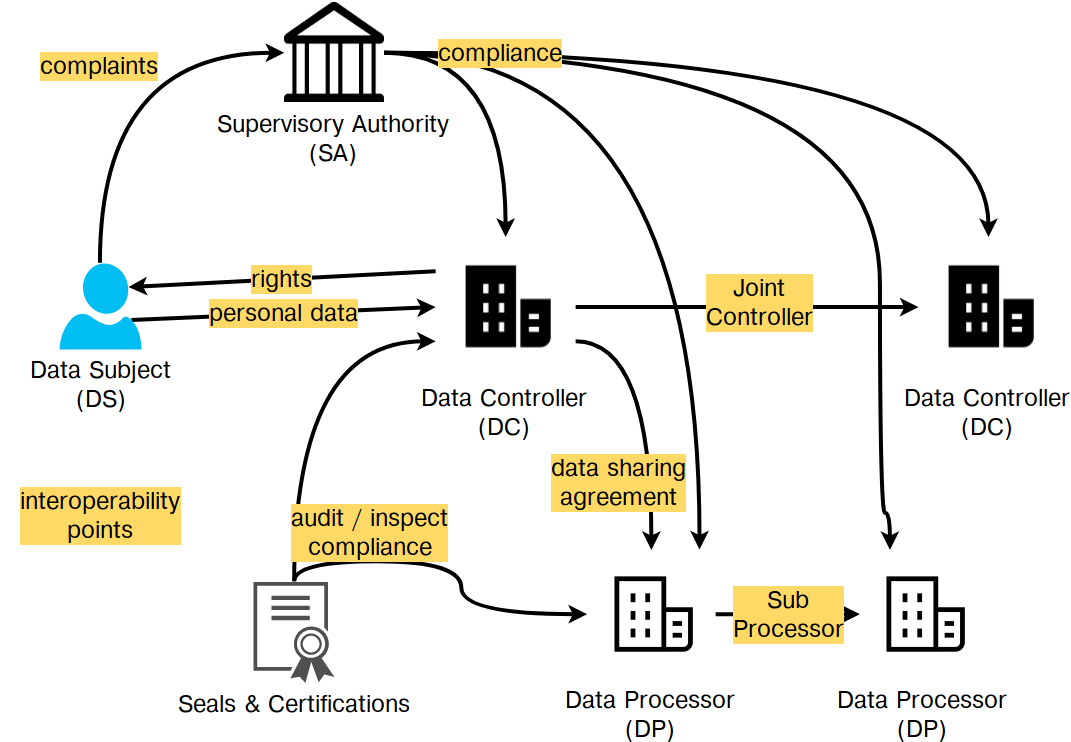 complaints
compliance
Supervisory Authority
(SA)
rights
personal data
Joint
Controller
Data Subject
(DS)
Data Controller
(DC)
Data Controller
(DC)
data sharing
agreement
interoperability
points
audit / inspect
compliance
Sub
Processor
Seals & Certifications
Data Processor
(DP)
Data Processor
(DP)